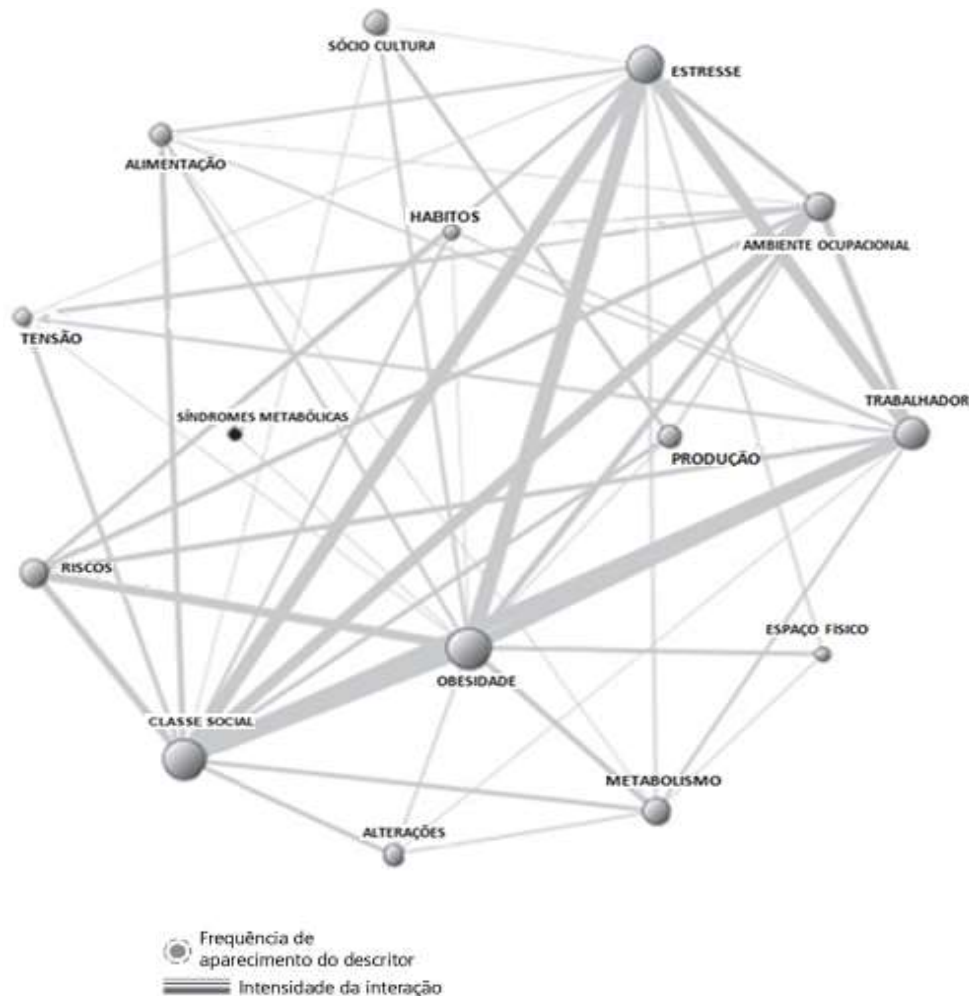 SÓCIO CULTURA
ESTRESSE
ALIMENTAÇÃO
HABITOS
AMBIENTE OCUPACIONAL
TENSÃO
TRABALHADOR
SÍNDROMES METABÓLICAS
PRODUÇÃO
RISCOS
ESPAÇO FÍSICO
OBESIDADE
CLASSE SOCIAL
METABOLISMO
ALTERAÇÕES
Frequência de
aparecimento do descritor
Intensidade da interação